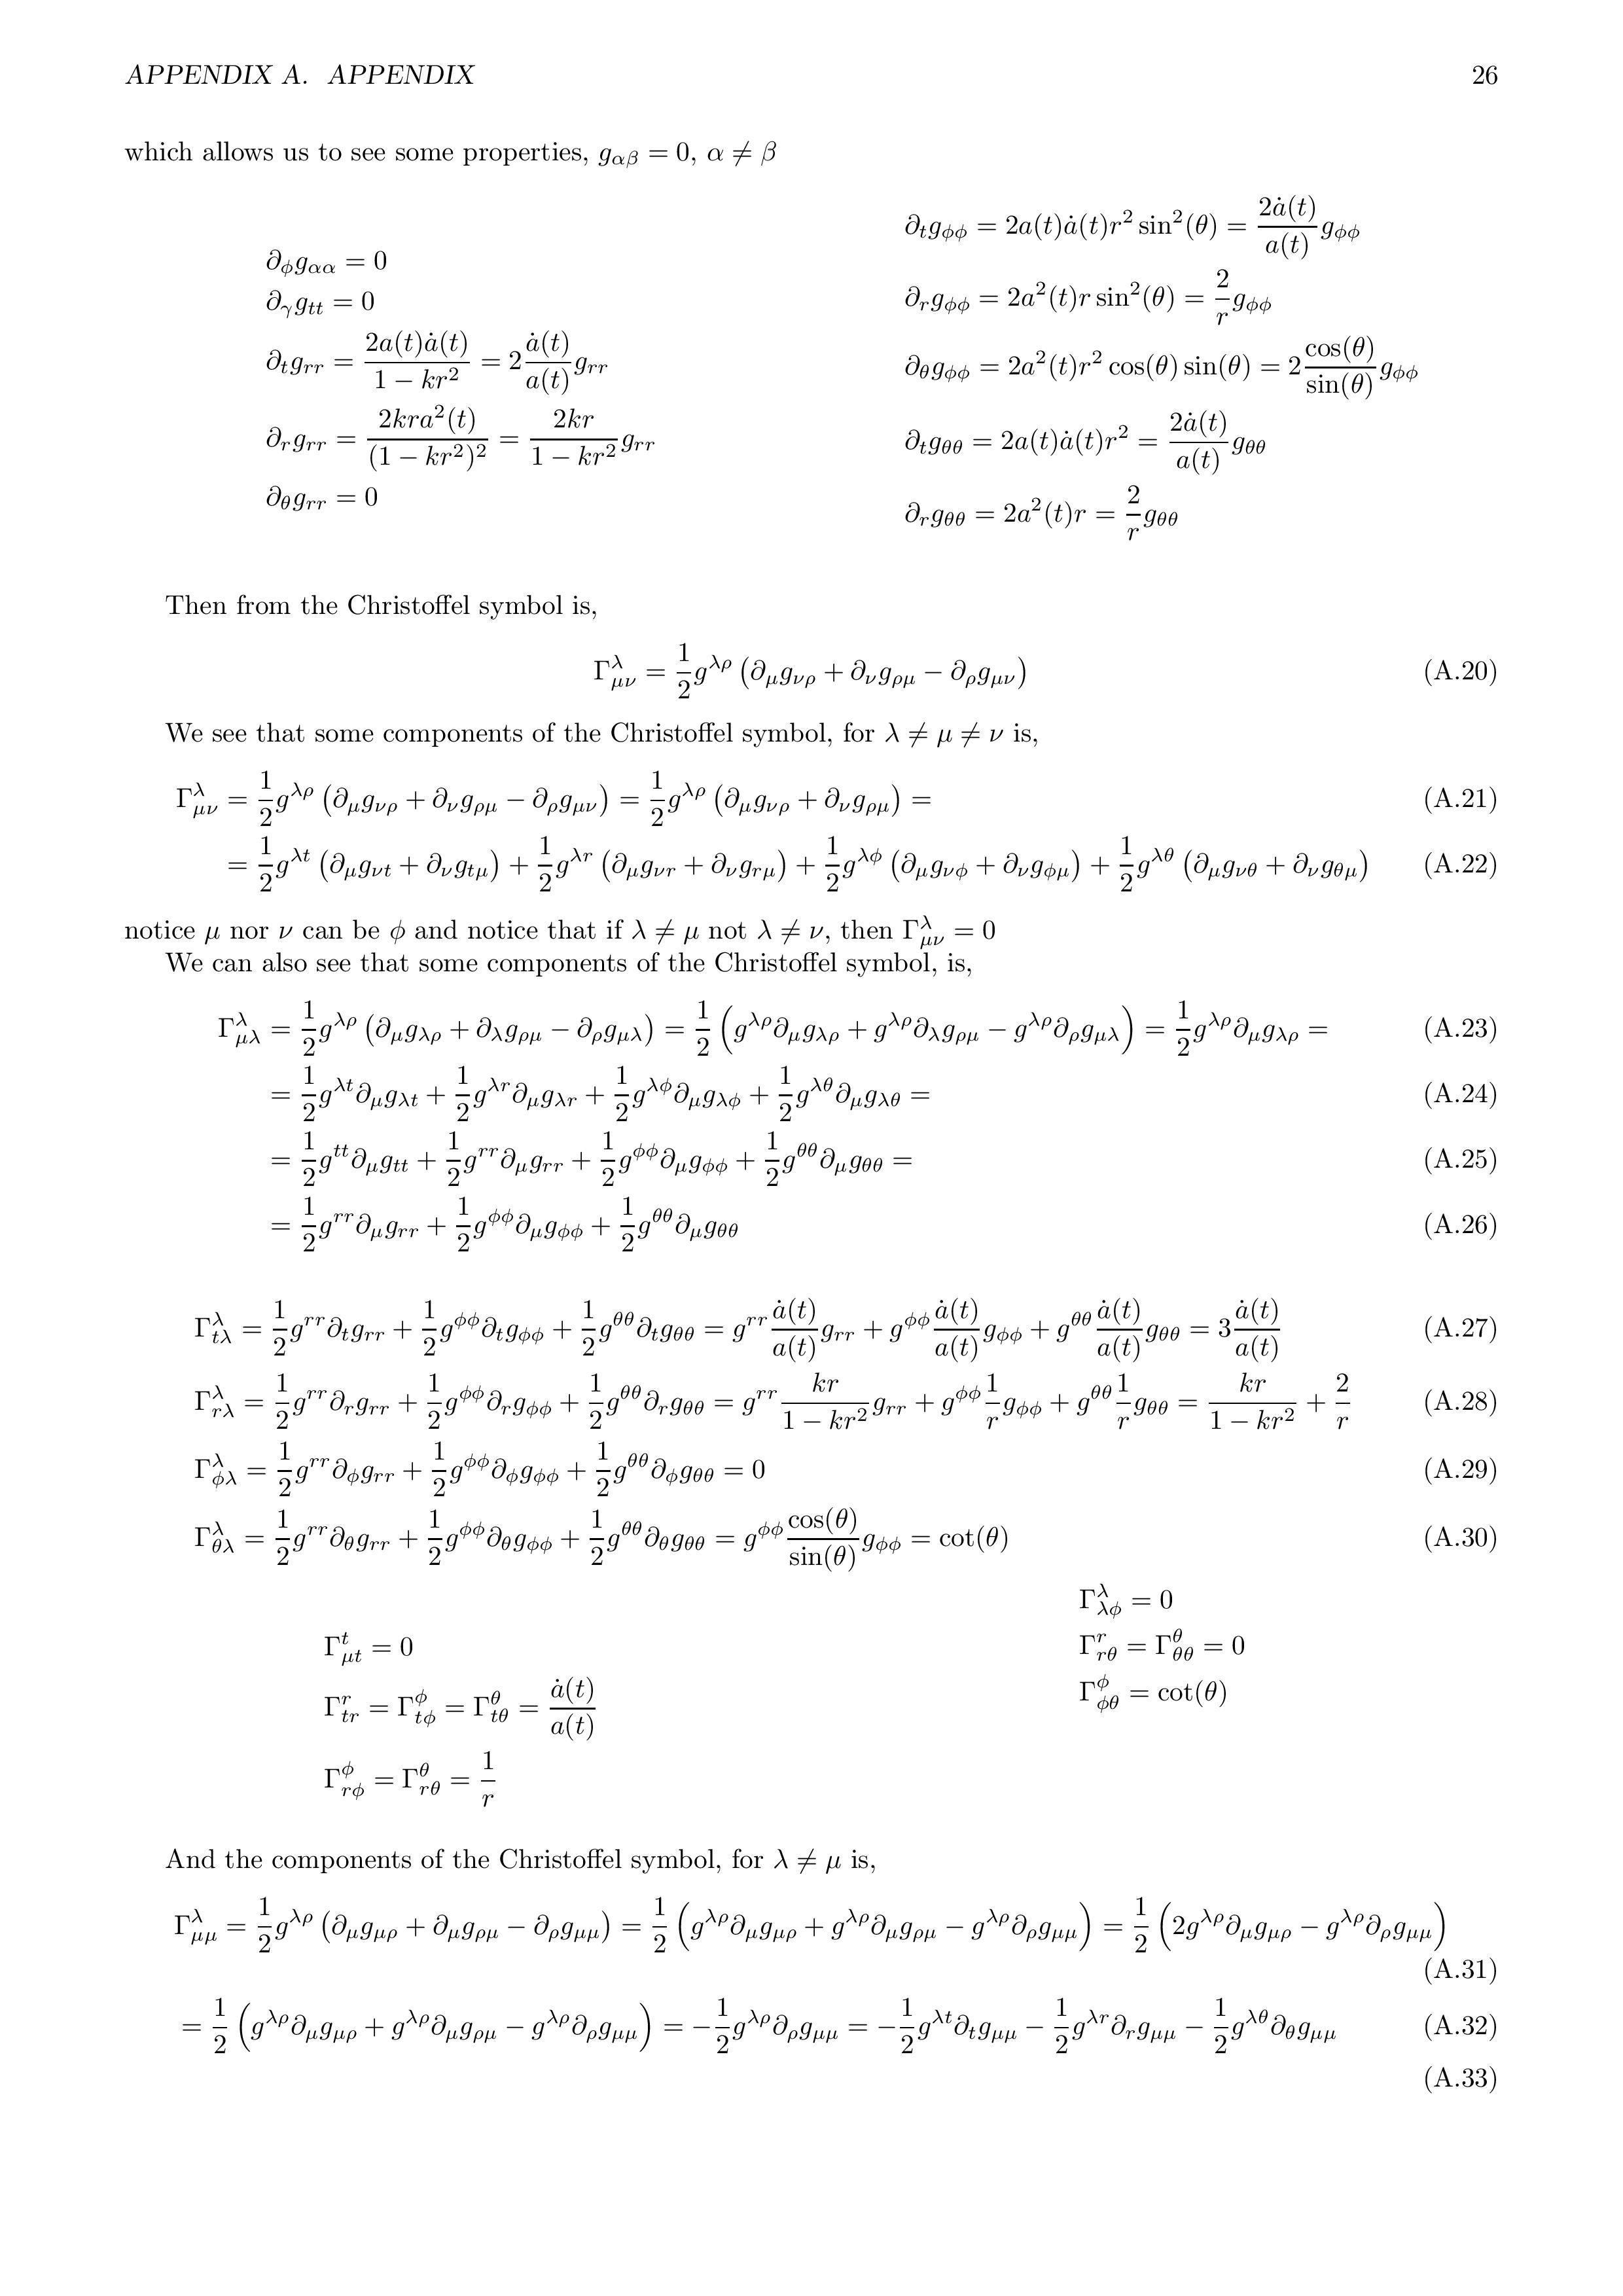 APPENDIX A. APPENDIX 26
which allows us to see some properties, $g_{\alpha\beta} = 0$, $\alpha \neq \beta$
$\partial_\phi g_{\alpha\alpha} = 0$
$\partial_\gamma g_{tt} = 0$
$\partial_t g_{rr} = \frac{2a(t)\dot{a}(t)}{1 - kr^2} = 2\frac{\dot{a}(t)}{a(t)} g_{rr}$
$\partial_r g_{rr} = \frac{2kra^2(t)}{(1 - kr^2)^2} = \frac{2kr}{1 - kr^2} g_{rr}$
$\partial_\theta g_{rr} = 0$
$\partial_t g_{\phi\phi} = 2a(t)\dot{a}(t)r^2 \sin^2(\theta) = \frac{2\dot{a}(t)}{a(t)} g_{\phi\phi}$
$\partial_r g_{\phi\phi} = 2a^2(t)r \sin^2(\theta) = \frac{2}{r} g_{\phi\phi}$
$\partial_\theta g_{\phi\phi} = 2a^2(t)r^2 \cos(\theta) \sin(\theta) = 2\frac{\cos(\theta)}{\sin(\theta)} g_{\phi\phi}$
$\partial_t g_{\theta\theta} = 2a(t)\dot{a}(t)r^2 = \frac{2\dot{a}(t)}{a(t)} g_{\theta\theta}$
$\partial_r g_{\theta\theta} = 2a^2(t)r = \frac{2}{r} g_{\theta\theta}$
Then from the Christoffel symbol is,
$\Gamma^\lambda_{\mu\nu} = \frac{1}{2} g^{\lambda\rho} \left(\partial_\mu g_{\nu\rho} + \partial_\nu g_{\rho\mu} - \partial_\rho g_{\mu\nu}\right)$ (A.20)
We see that some components of the Christoffel symbol, for $\lambda \neq \mu \neq \nu$ is,
$\Gamma^\lambda_{\mu\nu} = \frac{1}{2} g^{\lambda\rho} \left(\partial_\mu g_{\nu\rho} + \partial_\nu g_{\rho\mu} - \partial_\rho g_{\mu\nu}\right) = \frac{1}{2} g^{\lambda\rho} \left(\partial_\mu g_{\nu\rho} + \partial_\nu g_{\rho\mu}\right) =$ (A.21)
$= \frac{1}{2} g^{\lambda t} \left(\partial_\mu g_{\nu t} + \partial_\nu g_{t\mu}\right) + \frac{1}{2} g^{\lambda r} \left(\partial_\mu g_{\nu r} + \partial_\nu g_{r\mu}\right) + \frac{1}{2} g^{\lambda\phi} \left(\partial_\mu g_{\nu\phi} + \partial_\nu g_{\phi\mu}\right) + \frac{1}{2} g^{\lambda\theta} \left(\partial_\mu g_{\nu\theta} + \partial_\nu g_{\theta\mu}\right)$ (A.22)
notice $\mu$ nor $\nu$ can be $\phi$ and notice that if $\lambda \neq \mu$ not $\lambda \neq \nu$, then $\Gamma^\lambda_{\mu\nu} = 0$
We can also see that some components of the Christoffel symbol, is,
$\Gamma^\lambda_{\mu\lambda} = \frac{1}{2} g^{\lambda\rho} \left(\partial_\mu g_{\lambda\rho} + \partial_\lambda g_{\rho\mu} - \partial_\rho g_{\mu\lambda}\right) = \frac{1}{2} \left(g^{\lambda\rho}\partial_\mu g_{\lambda\rho} + g^{\lambda\rho}\partial_\lambda g_{\rho\mu} - g^{\lambda\rho}\partial_\rho g_{\mu\lambda}\right) = \frac{1}{2} g^{\lambda\rho}\partial_\mu g_{\lambda\rho} =$ (A.23)
$= \frac{1}{2} g^{\lambda t}\partial_\mu g_{\lambda t} + \frac{1}{2} g^{\lambda r}\partial_\mu g_{\lambda r} + \frac{1}{2} g^{\lambda\phi}\partial_\mu g_{\lambda\phi} + \frac{1}{2} g^{\lambda\theta}\partial_\mu g_{\lambda\theta} =$ (A.24)
$= \frac{1}{2} g^{tt}\partial_\mu g_{tt} + \frac{1}{2} g^{rr}\partial_\mu g_{rr} + \frac{1}{2} g^{\phi\phi}\partial_\mu g_{\phi\phi} + \frac{1}{2} g^{\theta\theta}\partial_\mu g_{\theta\theta} =$ (A.25)
$= \frac{1}{2} g^{rr}\partial_\mu g_{rr} + \frac{1}{2} g^{\phi\phi}\partial_\mu g_{\phi\phi} + \frac{1}{2} g^{\theta\theta}\partial_\mu g_{\theta\theta}$ (A.26)
$\Gamma^\lambda_{t\lambda} = \frac{1}{2} g^{rr}\partial_t g_{rr} + \frac{1}{2} g^{\phi\phi}\partial_t g_{\phi\phi} + \frac{1}{2} g^{\theta\theta}\partial_t g_{\theta\theta} = g^{rr}\frac{\dot{a}(t)}{a(t)} g_{rr} + g^{\phi\phi}\frac{\dot{a}(t)}{a(t)} g_{\phi\phi} + g^{\theta\theta}\frac{\dot{a}(t)}{a(t)} g_{\theta\theta} = 3\frac{\dot{a}(t)}{a(t)}$ (A.27)
$\Gamma^\lambda_{r\lambda} = \frac{1}{2} g^{rr}\partial_r g_{rr} + \frac{1}{2} g^{\phi\phi}\partial_r g_{\phi\phi} + \frac{1}{2} g^{\theta\theta}\partial_r g_{\theta\theta} = g^{rr}\frac{kr}{1 - kr^2} g_{rr} + g^{\phi\phi}\frac{1}{r} g_{\phi\phi} + g^{\theta\theta}\frac{1}{r} g_{\theta\theta} = \frac{kr}{1 - kr^2} + \frac{2}{r}$ (A.28)
$\Gamma^\lambda_{\phi\lambda} = \frac{1}{2} g^{rr}\partial_\phi g_{rr} + \frac{1}{2} g^{\phi\phi}\partial_\phi g_{\phi\phi} + \frac{1}{2} g^{\theta\theta}\partial_\phi g_{\theta\theta} = 0$ (A.29)
$\Gamma^\lambda_{\theta\lambda} = \frac{1}{2} g^{rr}\partial_\theta g_{rr} + \frac{1}{2} g^{\phi\phi}\partial_\theta g_{\phi\phi} + \frac{1}{2} g^{\theta\theta}\partial_\theta g_{\theta\theta} = g^{\phi\phi}\frac{\cos(\theta)}{\sin(\theta)} g_{\phi\phi} = \cot(\theta)$ (A.30)
$\Gamma^t_{\mu t} = 0$
$\Gamma^r_{tr} = \Gamma^\phi_{t\phi} = \Gamma^\theta_{t\theta} = \frac{\dot{a}(t)}{a(t)}$
$\Gamma^\phi_{r\phi} = \Gamma^\theta_{r\theta} = \frac{1}{r}$
$\Gamma^\lambda_{\lambda\phi} = 0$
$\Gamma^r_{r\theta} = \Gamma^\theta_{\theta\theta} = 0$
$\Gamma^\phi_{\phi\theta} = \cot(\theta)$
And the components of the Christoffel symbol, for $\lambda \neq \mu$ is,
$\Gamma^\lambda_{\mu\mu} = \frac{1}{2} g^{\lambda\rho} \left(\partial_\mu g_{\mu\rho} + \partial_\mu g_{\rho\mu} - \partial_\rho g_{\mu\mu}\right) = \frac{1}{2} \left(g^{\lambda\rho}\partial_\mu g_{\mu\rho} + g^{\lambda\rho}\partial_\mu g_{\rho\mu} - g^{\lambda\rho}\partial_\rho g_{\mu\mu}\right) = \frac{1}{2} \left(2g^{\lambda\rho}\partial_\mu g_{\mu\rho} - g^{\lambda\rho}\partial_\rho g_{\mu\mu}\right)$
(A.31)
$= \frac{1}{2} \left(g^{\lambda\rho}\partial_\mu g_{\mu\rho} + g^{\lambda\rho}\partial_\mu g_{\rho\mu} - g^{\lambda\rho}\partial_\rho g_{\mu\mu}\right) = -\frac{1}{2} g^{\lambda\rho}\partial_\rho g_{\mu\mu} = -\frac{1}{2} g^{\lambda t}\partial_t g_{\mu\mu} - \frac{1}{2} g^{\lambda r}\partial_r g_{\mu\mu} - \frac{1}{2} g^{\lambda\theta}\partial_\theta g_{\mu\mu}$ (A.32)
(A.33)